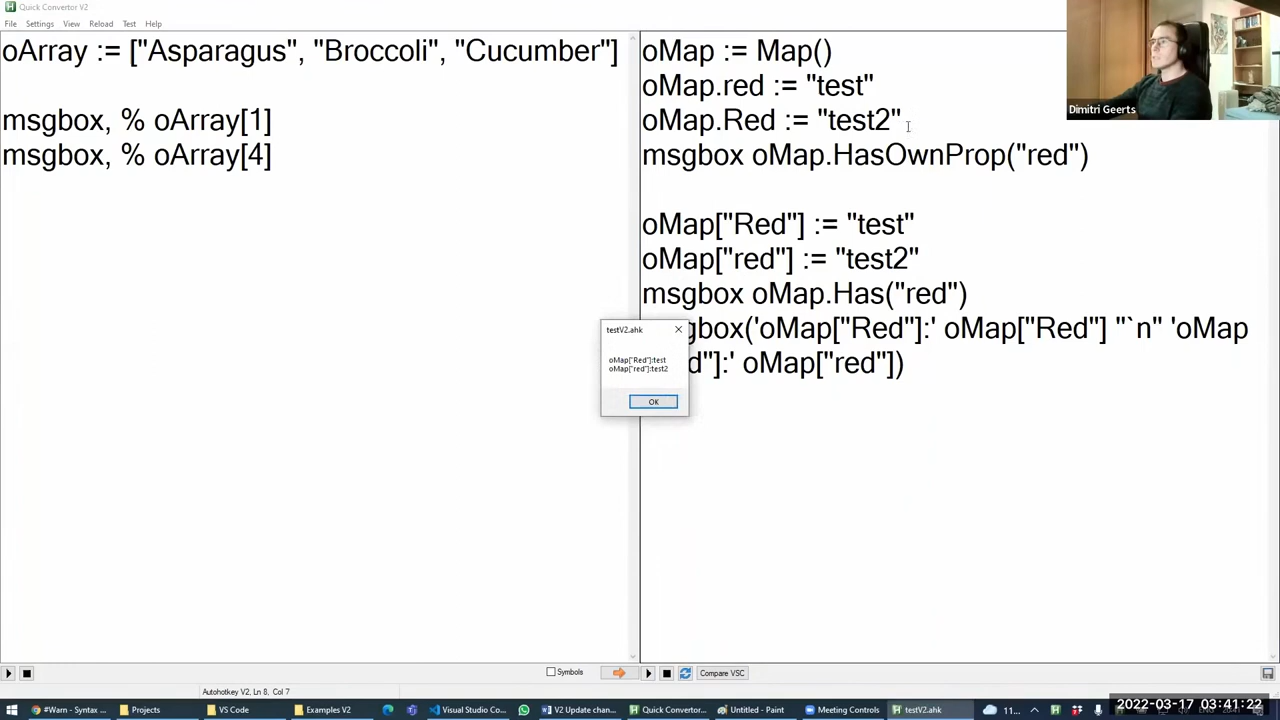 Quick Convertor V2
File Settings View Reload Test Help
oArray := ["Asparagus", "Broccoli", "Cucumber"]
msgbox, % oArray[1]
msgbox, % oArray[4]
oMap := Map()
oMap.red := "test"
oMap.Red := "test2"
msgbox oMap.HasOwnProp("red")
oMap["Red"] := "test"
oMap["red"] := "test2"
msgbox oMap.Has("red")
gbox('oMap["Red"]:' oMap["Red"] "`n" 'oMap
d"]:' oMap["red"])
Dimitri Geerts
testV2.ahk
oMap["Red"]:test
oMap["red"]:test2
OK
Symbols
Compare VSC
Autohotkey V2, Ln 8, Col 7
#Warn - Syntax ...
Projects
VS Code
Examples V2
Visual Studio Co...
V2 Update chan...
Quick Convertor...
Untitled - Paint
Meeting Controls
testV2.ahk
11...
2022-03-17 03:41:22